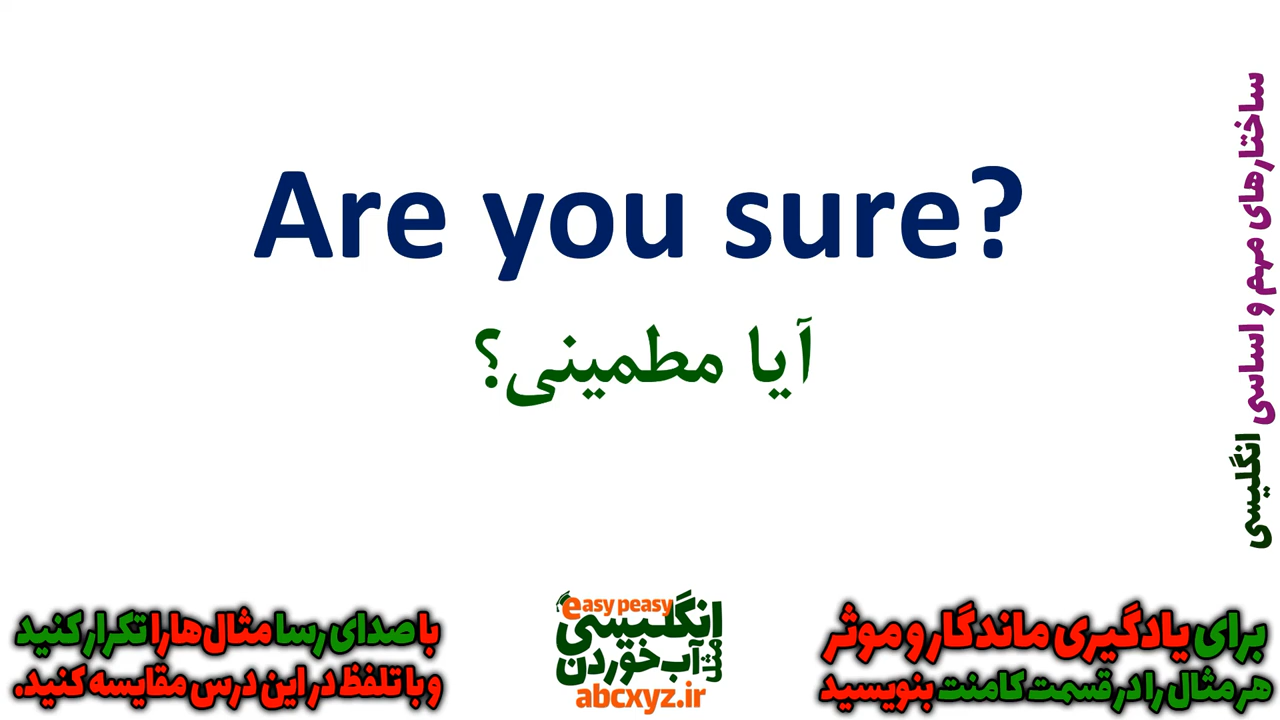 Are you sure?
آیا مطمینی؟
ساختارهای مهم و اساسی انگلیسی
برای یادگیری ماندگار و موثر
هر مثال را در قسمت کامنت بنویسید
easy peasy
انگلیسی
مثل
آب خوردن
abcxyz.ir
با صدای رسا مثال‌ها را تکرار کنید
و با تلفظ در این درس مقایسه کنید.